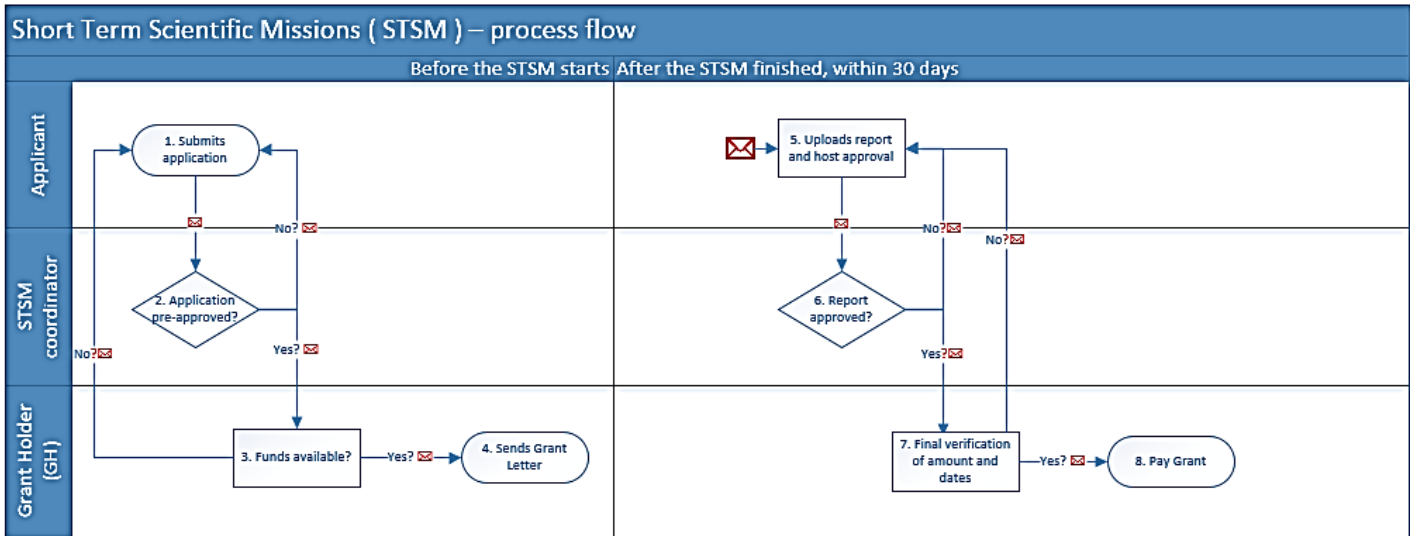 Short Term Scientific Missions ( STSM ) – process flow
Before the STSM starts
After the STSM finished, within 30 days
Applicant
1. Submits
application
No?
5. Uploads report
and host approval
No?
No?
STSM
coordinator
2. Application
pre-approved?
No?
Yes?
6. Report
approved?
Yes?
Grant Holder
(GH)
3. Funds available?
Yes?
4. Sends Grant
Letter
7. Final verification
of amount and
dates
Yes?
8. Pay Grant